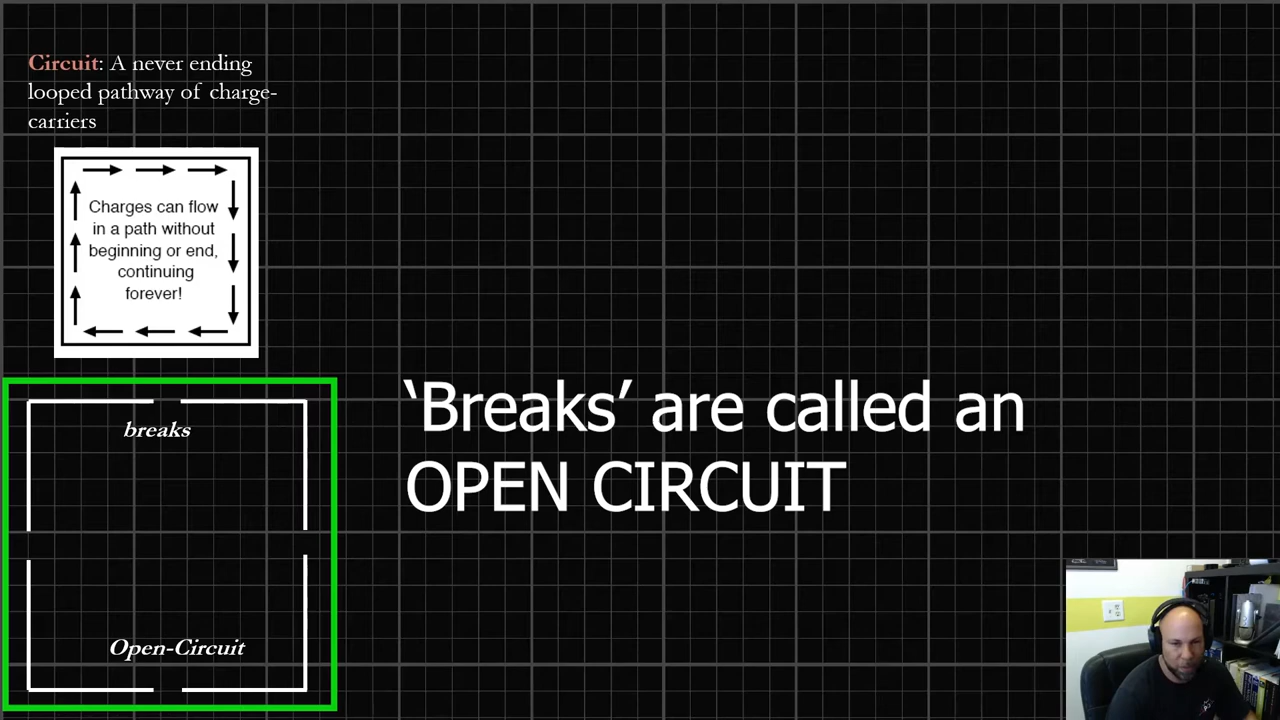 Circuit: A never ending
looped pathway of charge-
carriers
Charges can flow
in a path without
beginning or end,
continuing
forever!
breaks
Open-Circuit
‘Breaks’ are called an
OPEN CIRCUIT